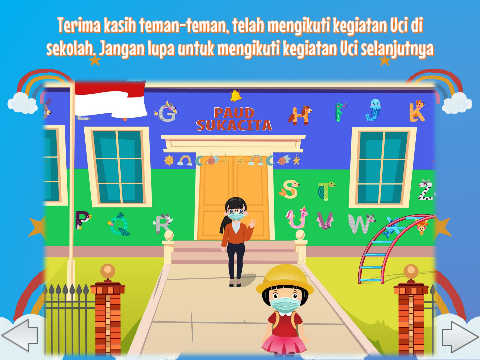 Terima kasih teman-teman, telah mengikuti kegiatan Uci di
sekolah. Jangan lupa untuk mengikuti kegiatan Uci selanjutnya
PAUD
SUKACITA
G H I J K
S T
P Q R U V W X
Z